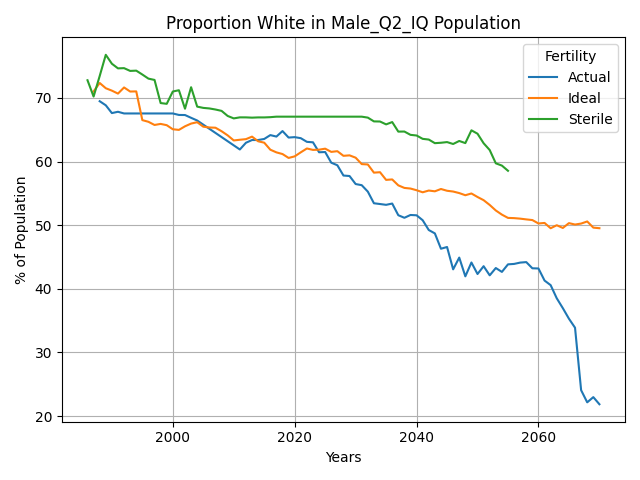 Proportion White in Male_Q2_IQ Population
% of Population
70
60
50
40
30
20
2000
2020
2040
2060
Years
Fertility
Actual
Ideal
Sterile